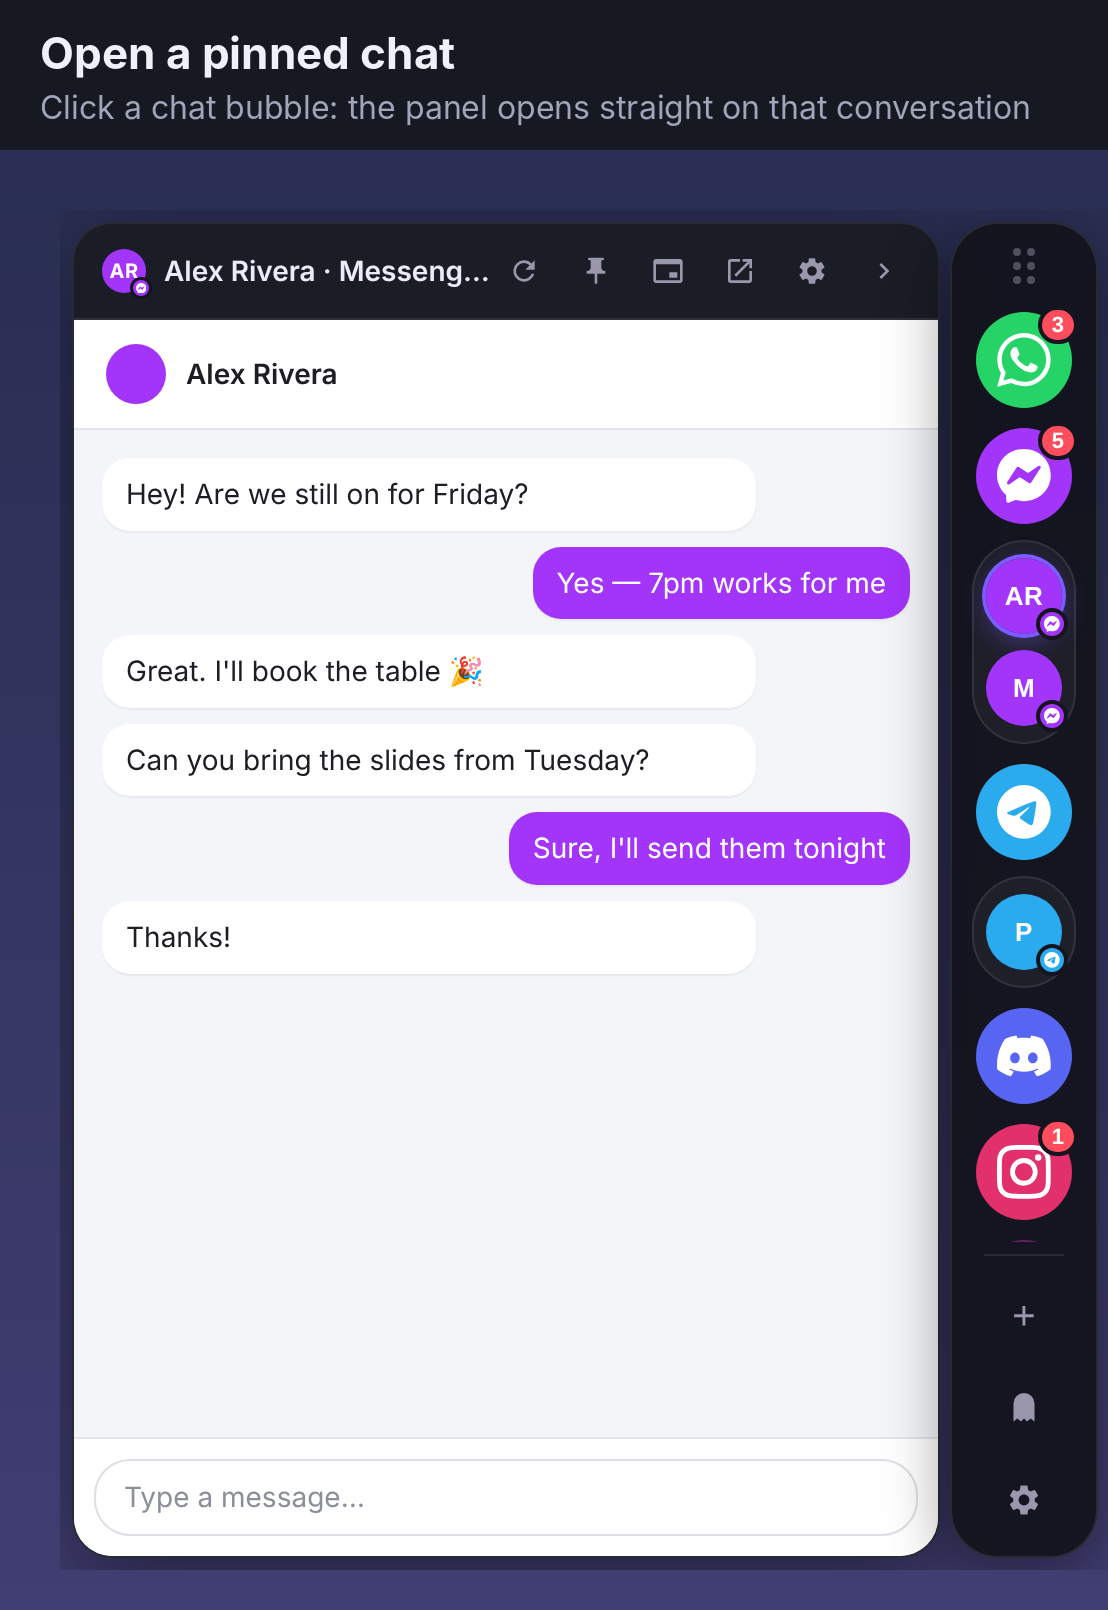 Open a pinned chat
Click a chat bubble: the panel opens straight on that conversation
AR
Alex Rivera · Messeng...
Alex Rivera
Hey! Are we still on for Friday?
Yes — 7pm works for me
Great. I'll book the table 🎉
Can you bring the slides from Tuesday?
Sure, I'll send them tonight
Thanks!
Type a message...
3
5
AR
M
P
1